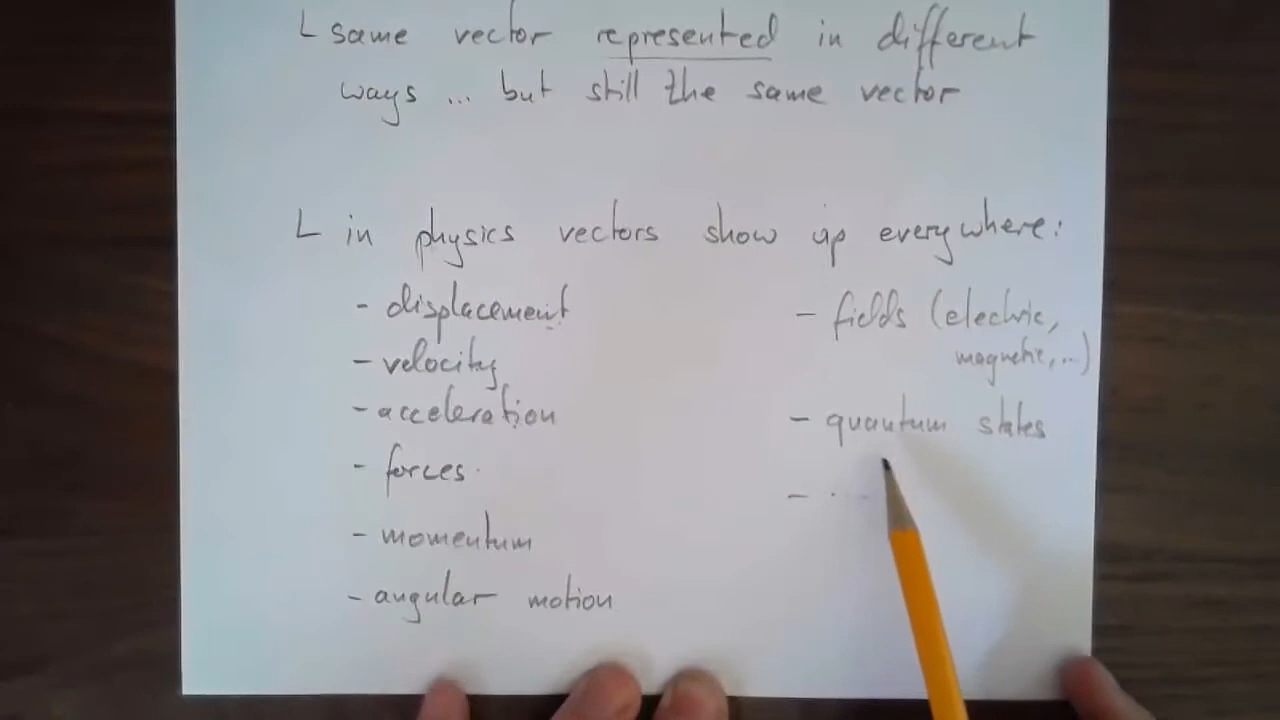 same vector represented in different
ways ... but still the same vector
in physics vectors show up everywhere:
- displacement
- velocity
- acceleration
- forces
- momentum
- angular motion
- fields (electric,
magnetic, ...)
- quantum states
- ...